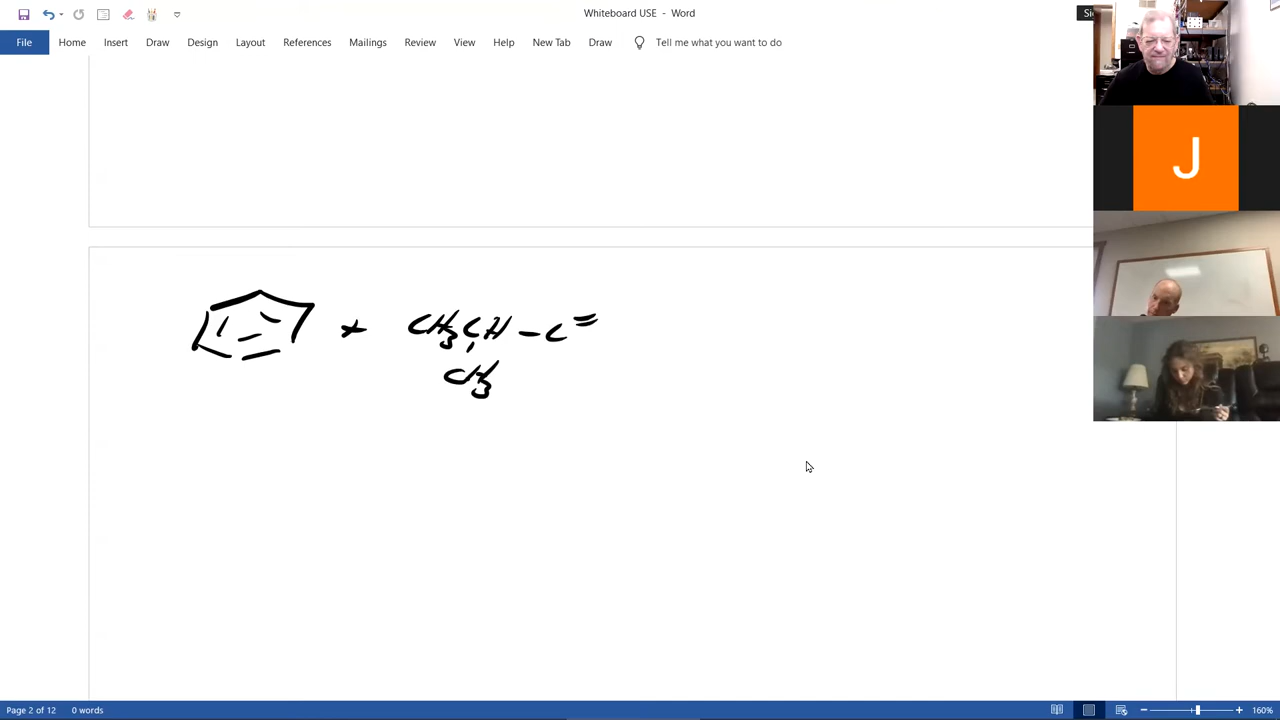 Whiteboard USE - Word
Si
File Home Insert Draw Design Layout References Mailings Review View Help New Tab Draw Tell me what you want to do
J
+ CH3CH-C=
CH3
Page 2 of 12 0 words 160%